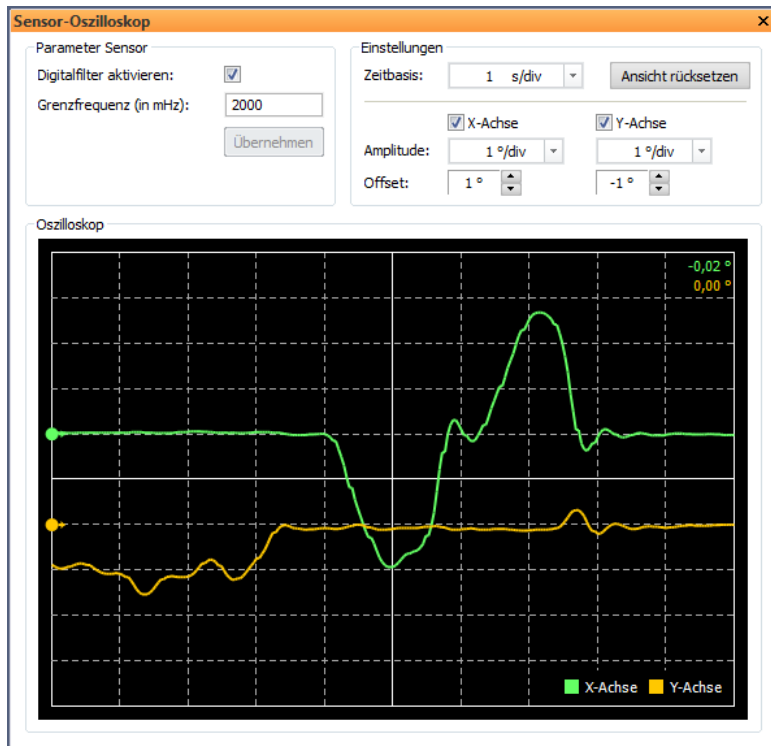 Sensor-Oszilloskop
Parameter Sensor
Digitalfilter aktivieren:
Grenzfrequenz (in mHz): 2000
Übernehmen
Einstellungen
Zeitbasis: 1 s/div Ansicht rücksetzen
X-Achse Y-Achse
Amplitude: 1 °/div 1 °/div
Offset: 1 ° -1 °
Oszilloskop
-0,02 °
0,00 °
X-Achse Y-Achse